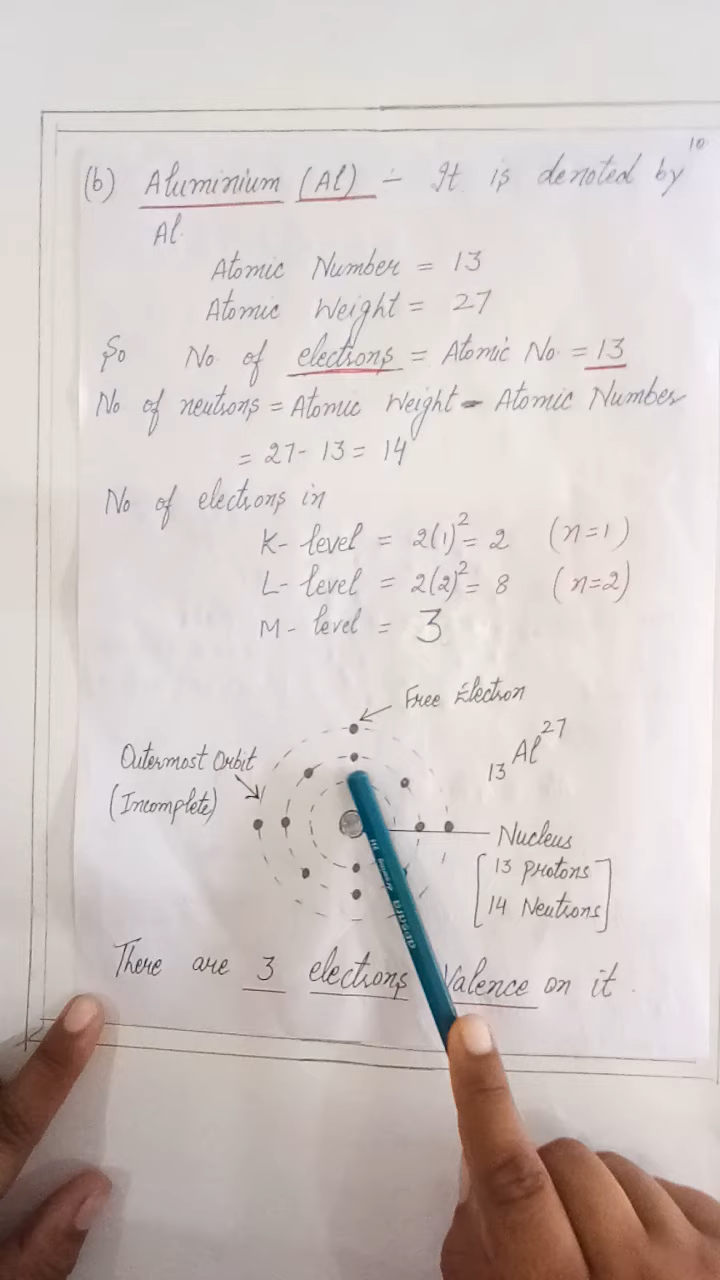 10
(b) Aluminium (Al) :- It is denoted by
Al.
Atomic Number = 13
Atomic Weight = 27
So No. of electrons = Atomic No = 13
No of neutrons = Atomic Weight - Atomic Number
= 27 - 13 = 14
No of electrons in
K- level = 2(1)² = 2 (n=1)
L- level = 2(2)² = 8 (n=2)
M- level = 3
Free Electron
Outermost Orbit
(Incomplete)
₁₃Al²⁷
Nucleus
[13 protons
14 Neutrons]
There are 3 electrons Valence on it.